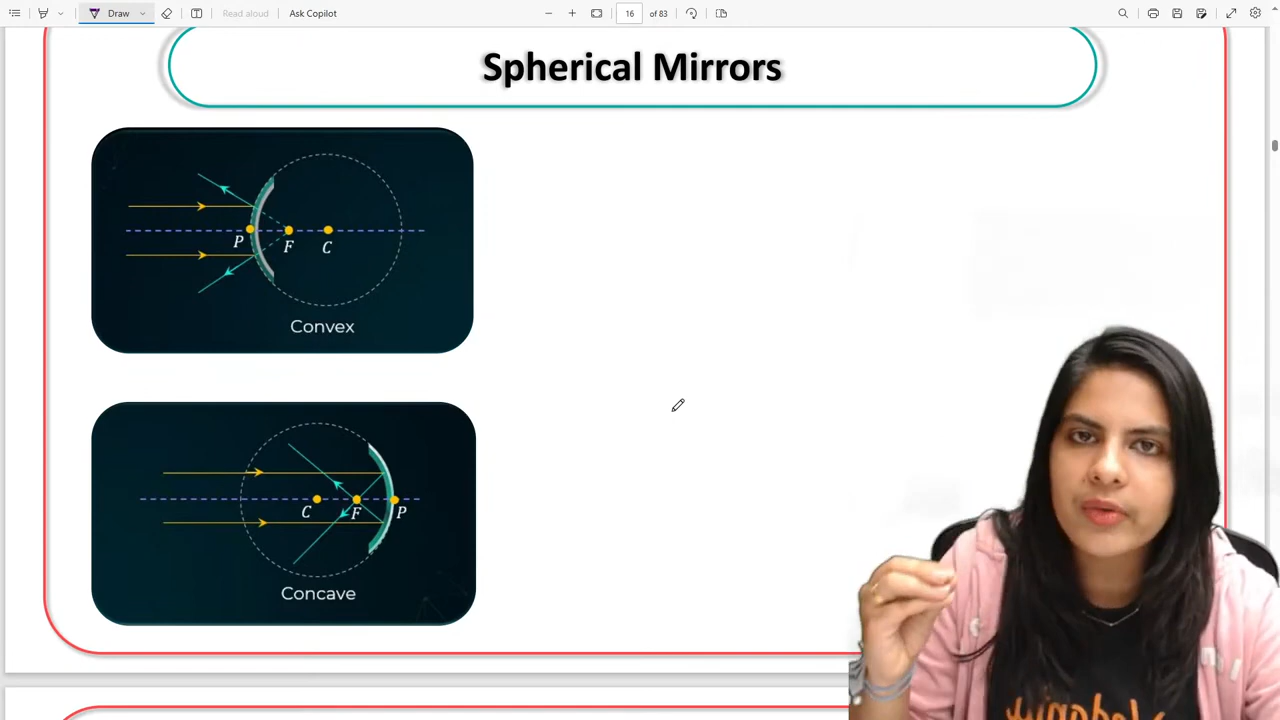 Draw
Read aloud
Ask Copilot
16 of 83
Spherical Mirrors
P F C
Convex
C F P
Concave